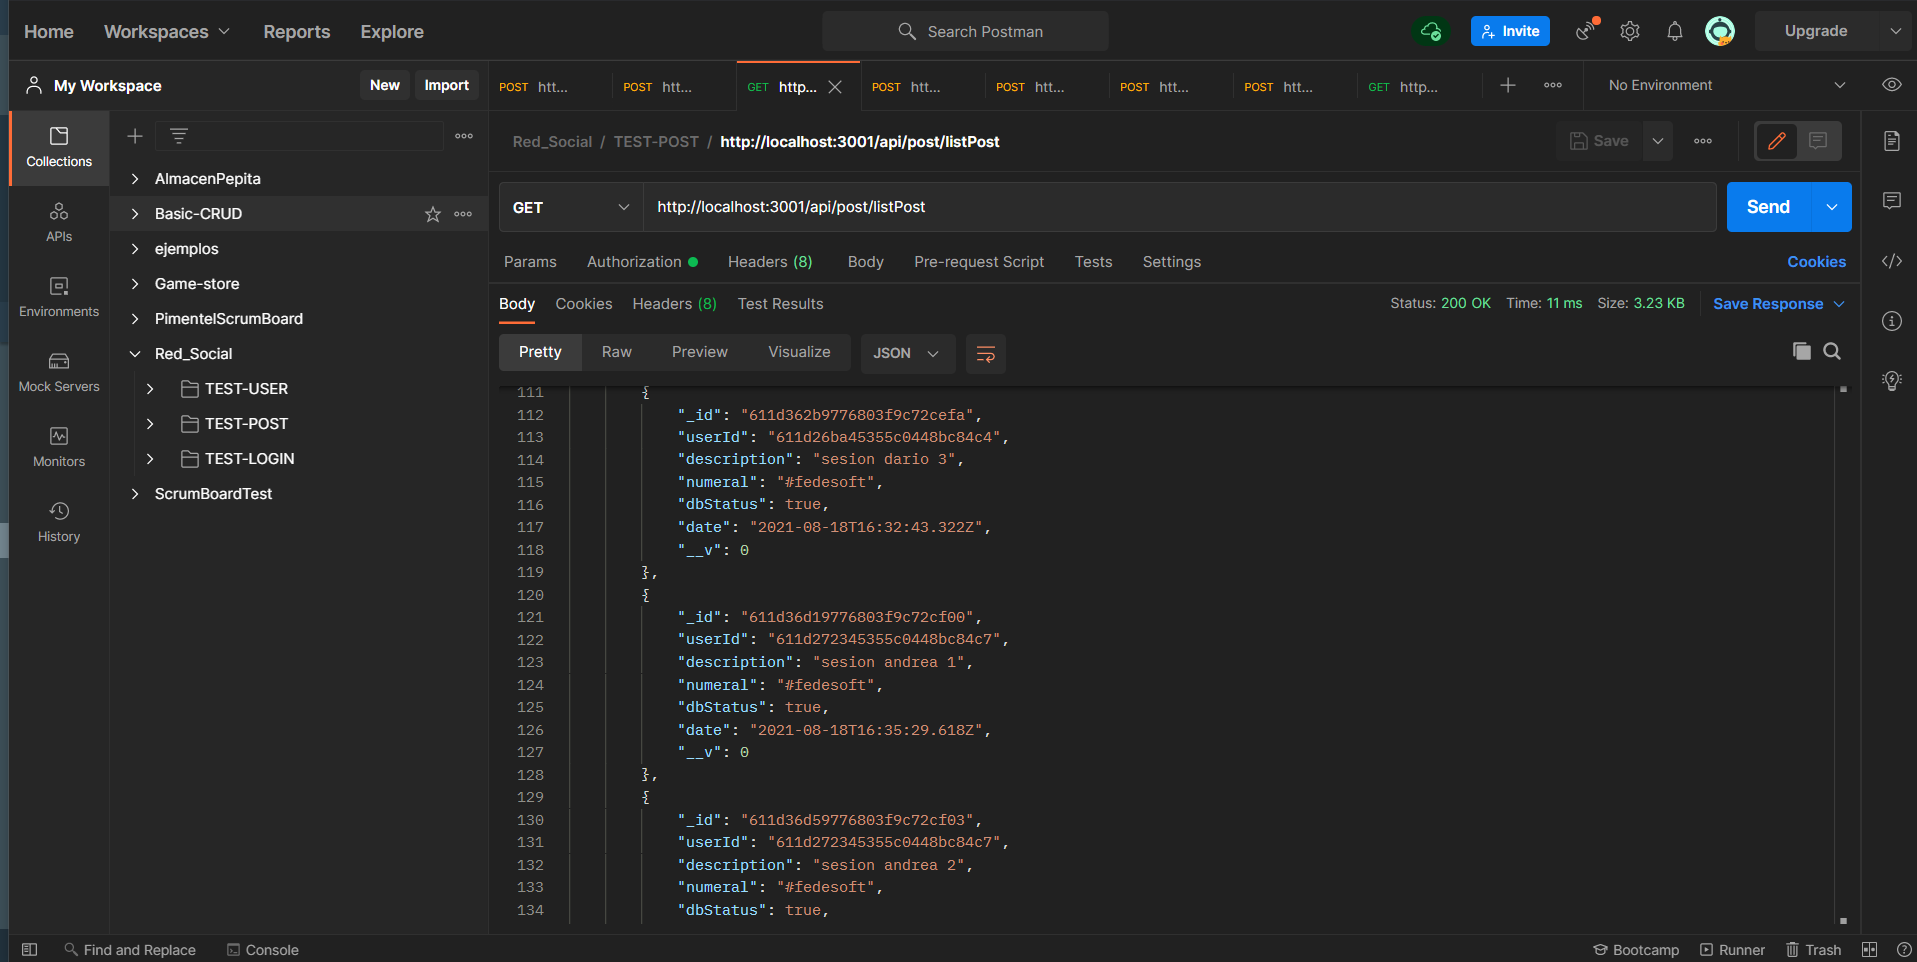 Home Workspaces Reports Explore Search Postman Invite Upgrade
My Workspace New Import
POST htt... POST htt... GET http... POST htt... POST htt... POST htt... POST htt... GET http... No Environment
Collections
APIs
Environments
Mock Servers
Monitors
History
AlmacenPepita
Basic-CRUD
ejemplos
Game-store
PimentelScrumBoard
Red_Social
TEST-USER
TEST-POST
TEST-LOGIN
ScrumBoardTest
Red_Social / TEST-POST / http://localhost:3001/api/post/listPost Save
GET http://localhost:3001/api/post/listPost Send
Params Authorization Headers (8) Body Pre-request Script Tests Settings Cookies
Body Cookies Headers (8) Test Results Status: 200 OK Time: 11 ms Size: 3.23 KB Save Response
Pretty Raw Preview Visualize JSON
111 {
112 "_id": "611d362b9776803f9c72cefa",
113 "userId": "611d26ba45355c0448bc84c4",
114 "description": "sesion dario 3",
115 "numeral": "#fedesoft",
116 "dbStatus": true,
117 "date": "2021-08-18T16:32:43.322Z",
118 "__v": 0
119 },
120 {
121 "_id": "611d36d19776803f9c72cf00",
122 "userId": "611d272345355c0448bc84c7",
123 "description": "sesion andrea 1",
124 "numeral": "#fedesoft",
125 "dbStatus": true,
126 "date": "2021-08-18T16:35:29.618Z",
127 "__v": 0
128 },
129 {
130 "_id": "611d36d59776803f9c72cf03",
131 "userId": "611d272345355c0448bc84c7",
132 "description": "sesion andrea 2",
133 "numeral": "#fedesoft",
134 "dbStatus": true,
Find and Replace Console Bootcamp Runner Trash